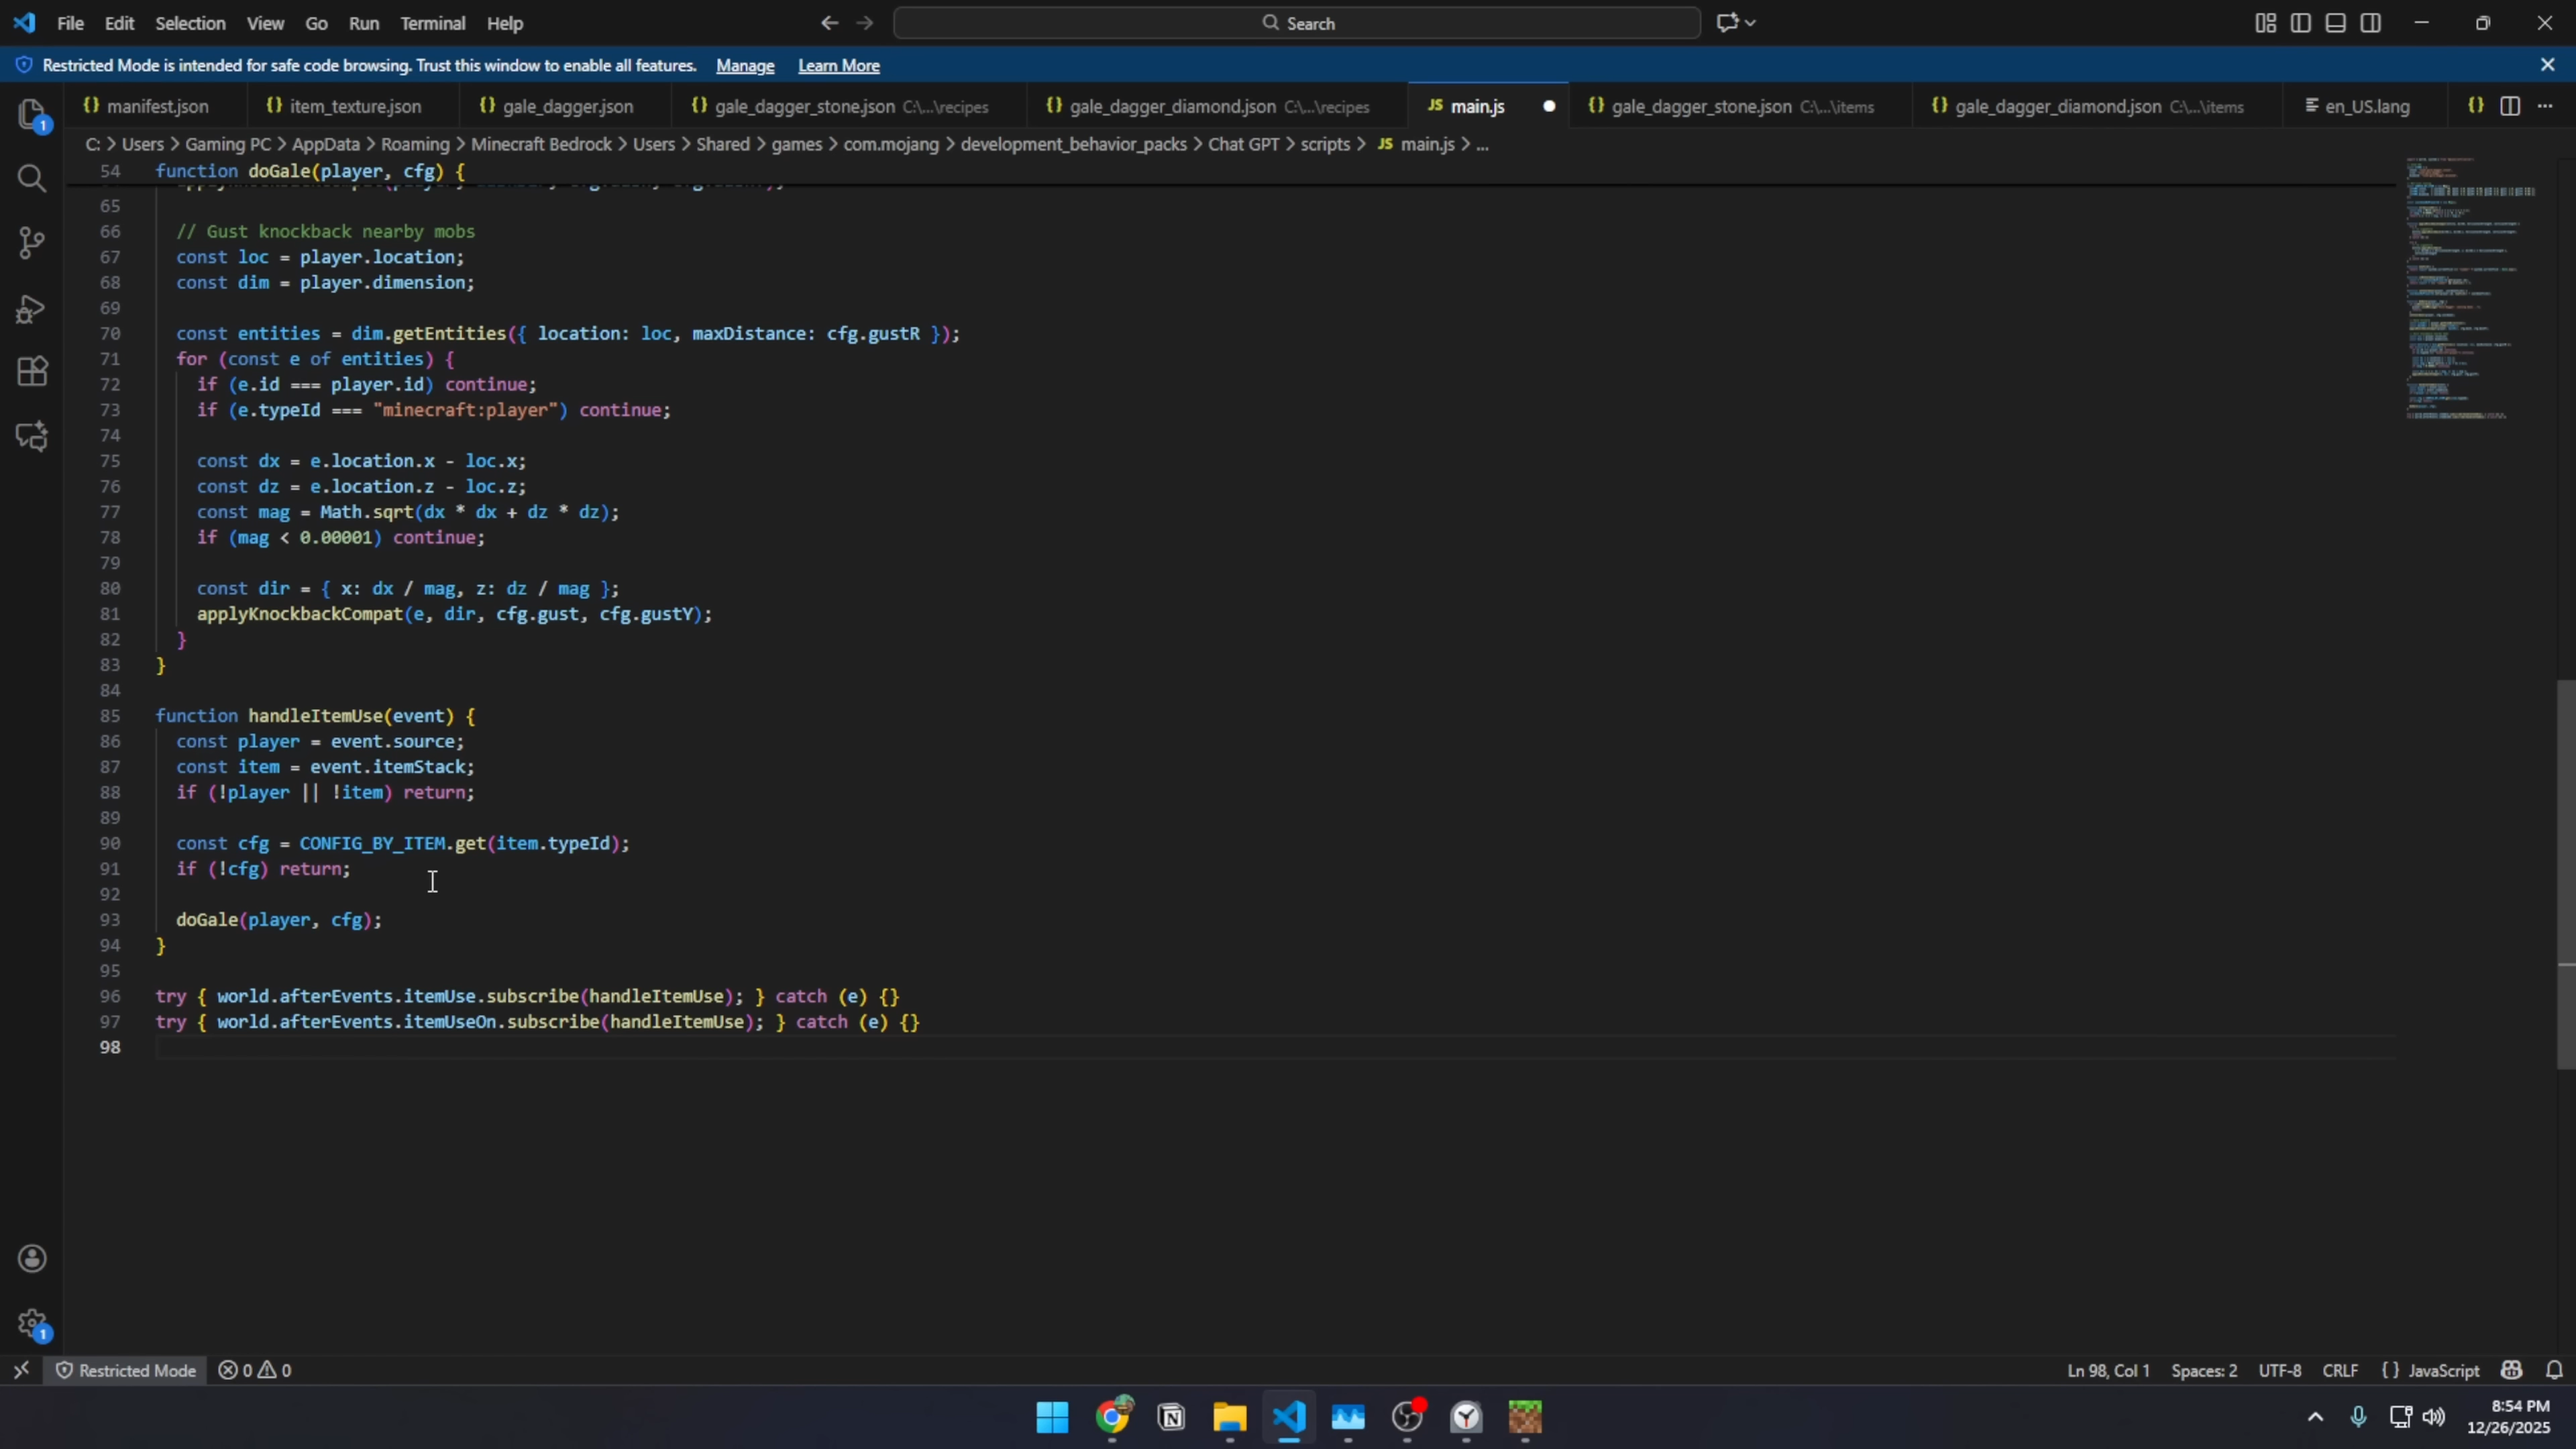 File Edit Selection View Go Run Terminal Help
Search
Restricted Mode is intended for safe code browsing. Trust this window to enable all features. Manage Learn More
{} manifest.json {} item_texture.json {} gale_dagger.json {} gale_dagger_stone.json C:\...\recipes {} gale_dagger_diamond.json C:\...\recipes JS main.js {} gale_dagger_stone.json C:\...\items {} gale_dagger_diamond.json C:\...\items en_US.lang {} ...
1
C: > Users > Gaming PC > AppData > Roaming > Minecraft Bedrock > Users > Shared > games > com.mojang > development_behavior_packs > Chat GPT > scripts > JS main.js > ...
54 function doGale(player, cfg) {
65
66 // Gust knockback nearby mobs
67 const loc = player.location;
68 const dim = player.dimension;
69
70 const entities = dim.getEntities({ location: loc, maxDistance: cfg.gustR });
71 for (const e of entities) {
72 if (e.id === player.id) continue;
73 if (e.typeId === "minecraft:player") continue;
74
75 const dx = e.location.x - loc.x;
76 const dz = e.location.z - loc.z;
77 const mag = Math.sqrt(dx * dx + dz * dz);
78 if (mag < 0.00001) continue;
79
80 const dir = { x: dx / mag, z: dz / mag };
81 applyKnockbackCompat(e, dir, cfg.gust, cfg.gustY);
82 }
83 }
84
85 function handleItemUse(event) {
86 const player = event.source;
87 const item = event.itemStack;
88 if (!player || !item) return;
89
90 const cfg = CONFIG_BY_ITEM.get(item.typeId);
91 if (!cfg) return;
92
93 doGale(player, cfg);
94 }
95
96 try { world.afterEvents.itemUse.subscribe(handleItemUse); } catch (e) {}
97 try { world.afterEvents.itemUseOn.subscribe(handleItemUse); } catch (e) {}
98
1
Restricted Mode 0 0 Ln 98, Col 1 Spaces: 2 UTF-8 CRLF {} JavaScript
8:54 PM
12/26/2025